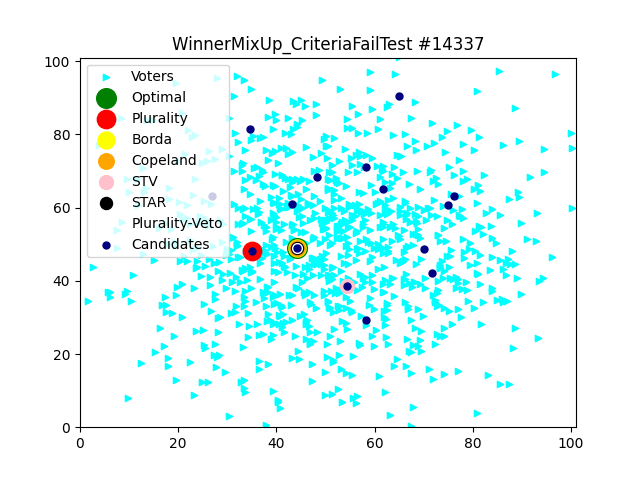 WinnerMixUp_CriteriaFailTest #14337
100
80
60
40
20
0
0
20
40
60
80
100
Voters
Optimal
Plurality
Borda
Copeland
STV
STAR
Plurality-Veto
Candidates